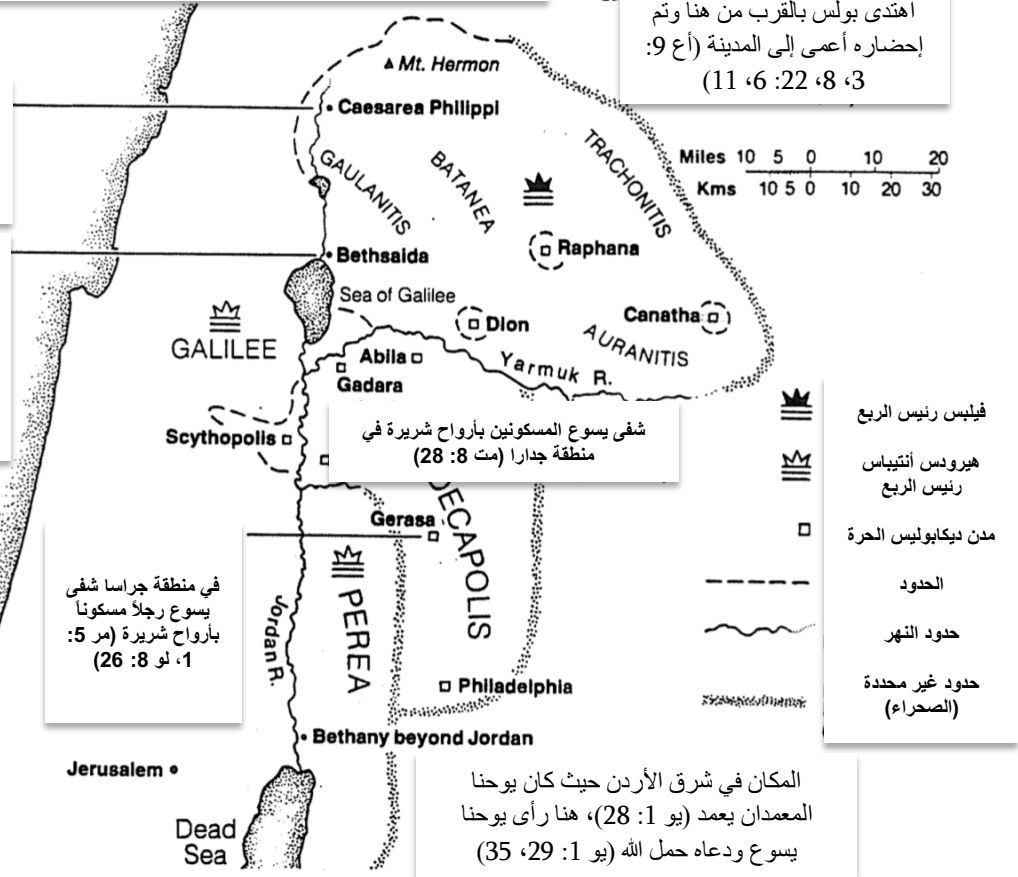 اهتدى بولس بالقرب من هنا وتم
إحضاره أعمى إلى المدينة (أع 9:
3، 8، 22: 6، 11)
Mt. Hermon
Caesarea Philippi
TRACHONITIS
BATANEA
GAULANITIS
Miles 10 5 0 10 20
Kms 10 5 0 10 20 30
Raphana
Bethsaida
Sea of Galilee
Dion
Canatha
AURANITIS
GALILEE
Abila
Yarmuk R.
Gadara
فيلبس رئيس الربع
هيرودس أنتيباس
رئيس الربع
مدن ديكابوليس الحرة
الحدود
حدود النهر
حدود غير محددة
(الصحراء)
Scythopolis
شفى يسوع المسكونين بأرواح شريرة في
منطقة جدارا (مت 8: 28)
DECAPOLIS
Gerasa
في منطقة جراسا شفى
يسوع رجلاً مسكوناً
بأرواح شريرة (مر 5:
1، لو 8: 26)
PEREA
Jordan R.
Philadelphia
Bethany beyond Jordan
Jerusalem
المكان في شرق الأردن حيث كان يوحنا
المعمدان يعمد (يو 1: 28)، هنا رأى يوحنا
يسوع ودعاه حمل الله (يو 1: 29، 35)
Dead
Sea